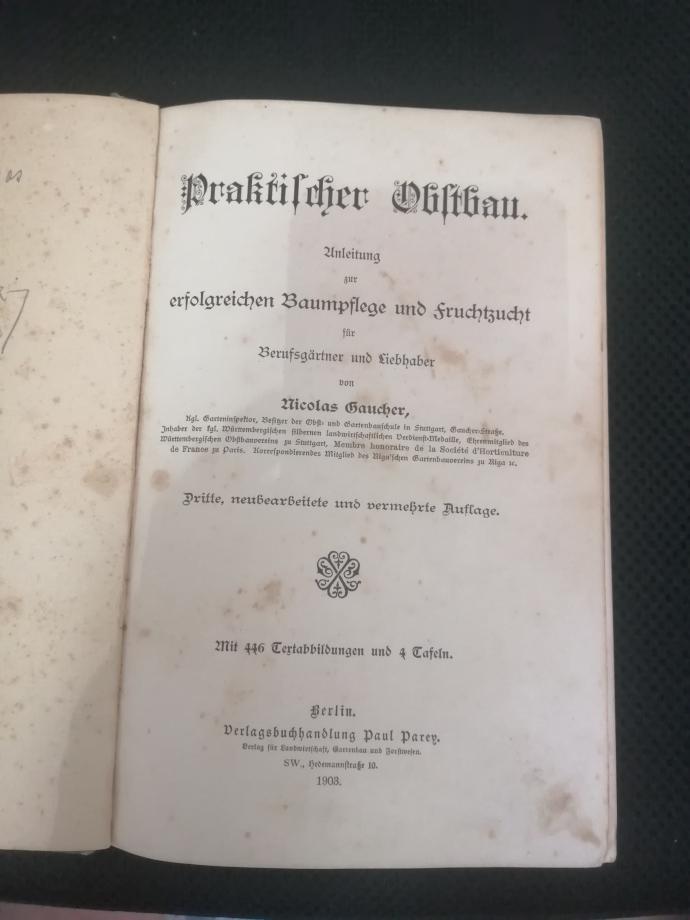 Praktischer Obstbau.
Anleitung
zur
erfolgreichen Baumpflege und Fruchtzucht
für
Berufsgärtner und Liebhaber
von
Nicolas Gaucher,
Kgl. Garteninspektor, Besitzer der Obst- und Gartenbauschule in Stuttgart, Gaucher-Straße.
Inhaber der kgl. Württembergischen silbernen landwirtschaftlichen Verdienst-Medaille, Ehrenmitglied des
Württembergischen Obstbauvereins zu Stuttgart, Membre honoraire de la Société d'Horticulture
de France zu Paris. Korrespondierendes Mitglied des Riga'schen Gartenbauvereins zu Riga ꝛc.
Dritte, neubearbeitete und vermehrte Auflage.
Mit 446 Textabbildungen und 4 Tafeln.
Berlin.
Verlagsbuchhandlung Paul Parey.
Verlag für Landwirtschaft, Gartenbau und Forstwesen.
SW., Hedemannstraße 10.
1903.